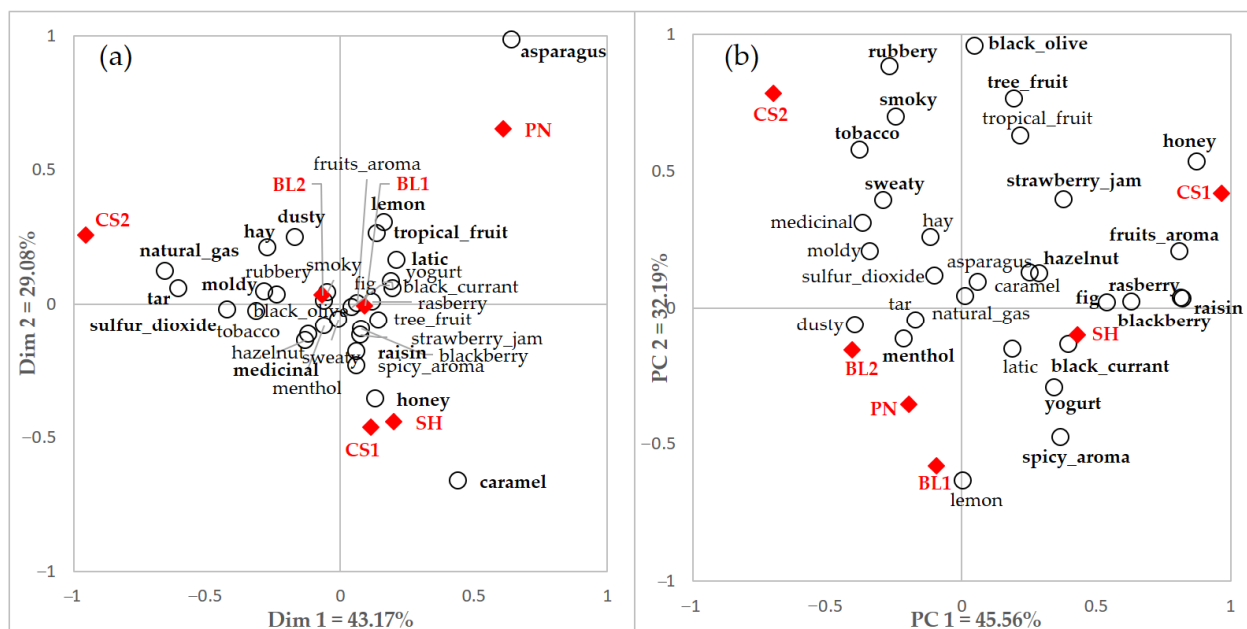 (a)
1
asparagus
PN
fruits_aroma
0.5
BL2
BL1
lemon
CS2
dusty
hay
tropical_fruit
natural_gas
latic
smoky
yogurt
rubbery
moldy
fig
black_currant
tar
−1
−0.5
0
0.5
1
black_olive
rasberry
sulfur_dioxide
tree_fruit
tobacco
strawberry_jam
hazelnut
sweaty
raisin
blackberry
medicinal
spicy_aroma
menthol
honey
SH
CS1
−0.5
caramel
−1
Dim 2 = 29.08%
Dim 1 = 43.17%
(b)
1
black_olive
rubbery
tree_fruit
CS2
smoky
tropical_fruit
tobacco
honey
0.5
sweaty
strawberry_jam
CS1
medicinal
hay
fruits_aroma
moldy
asparagus
hazelnut
sulfur_dioxide
caramel
rasberry
fig
raisin
tar
natural_gas
blackberry
−1
−0.5
0
0.5
1
dusty
SH
menthol
latic
BL2
black_currant
PN
yogurt
−0.5
spicy_aroma
BL1
lemon
−1
PC 2 = 32.19%
PC 1 = 45.56%